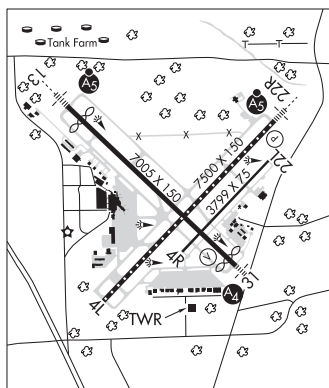 Tank Farm
T T
A5
13
A5
22R
P
X X X
7005 X 150
7500 X 150
22L
3799 X 75
4R
V
31
A4
4L
TWR